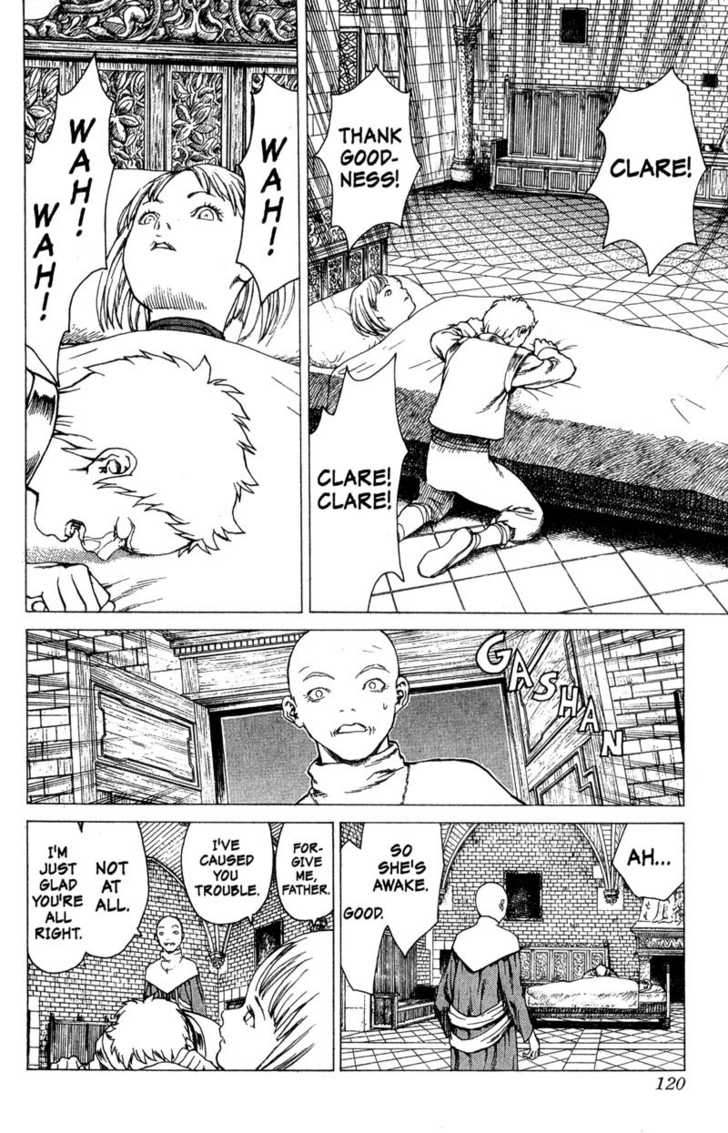 CLARE!
THANK
GOOD-
NESS!
CLARE!
CLARE!
WAH!
WAH!
WAH!
GASHAN
AH...
SO
SHE'S
AWAKE.
GOOD.
FOR-
GIVE
ME,
FATHER.
I'VE
CAUSED
YOU
TROUBLE.
NOT
AT
ALL.
I'M
JUST
GLAD
YOU'RE
ALL
RIGHT.
120